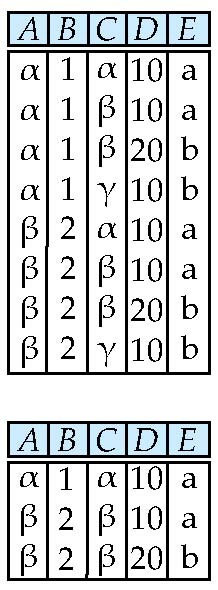 A B C D E
α 1 α 10 a
α 1 β 10 a
α 1 β 20 b
α 1 γ 10 b
β 2 α 10 a
β 2 β 10 a
β 2 β 20 b
β 2 γ 10 b
A B C D E
α 1 α 10 a
β 2 β 10 a
β 2 β 20 b